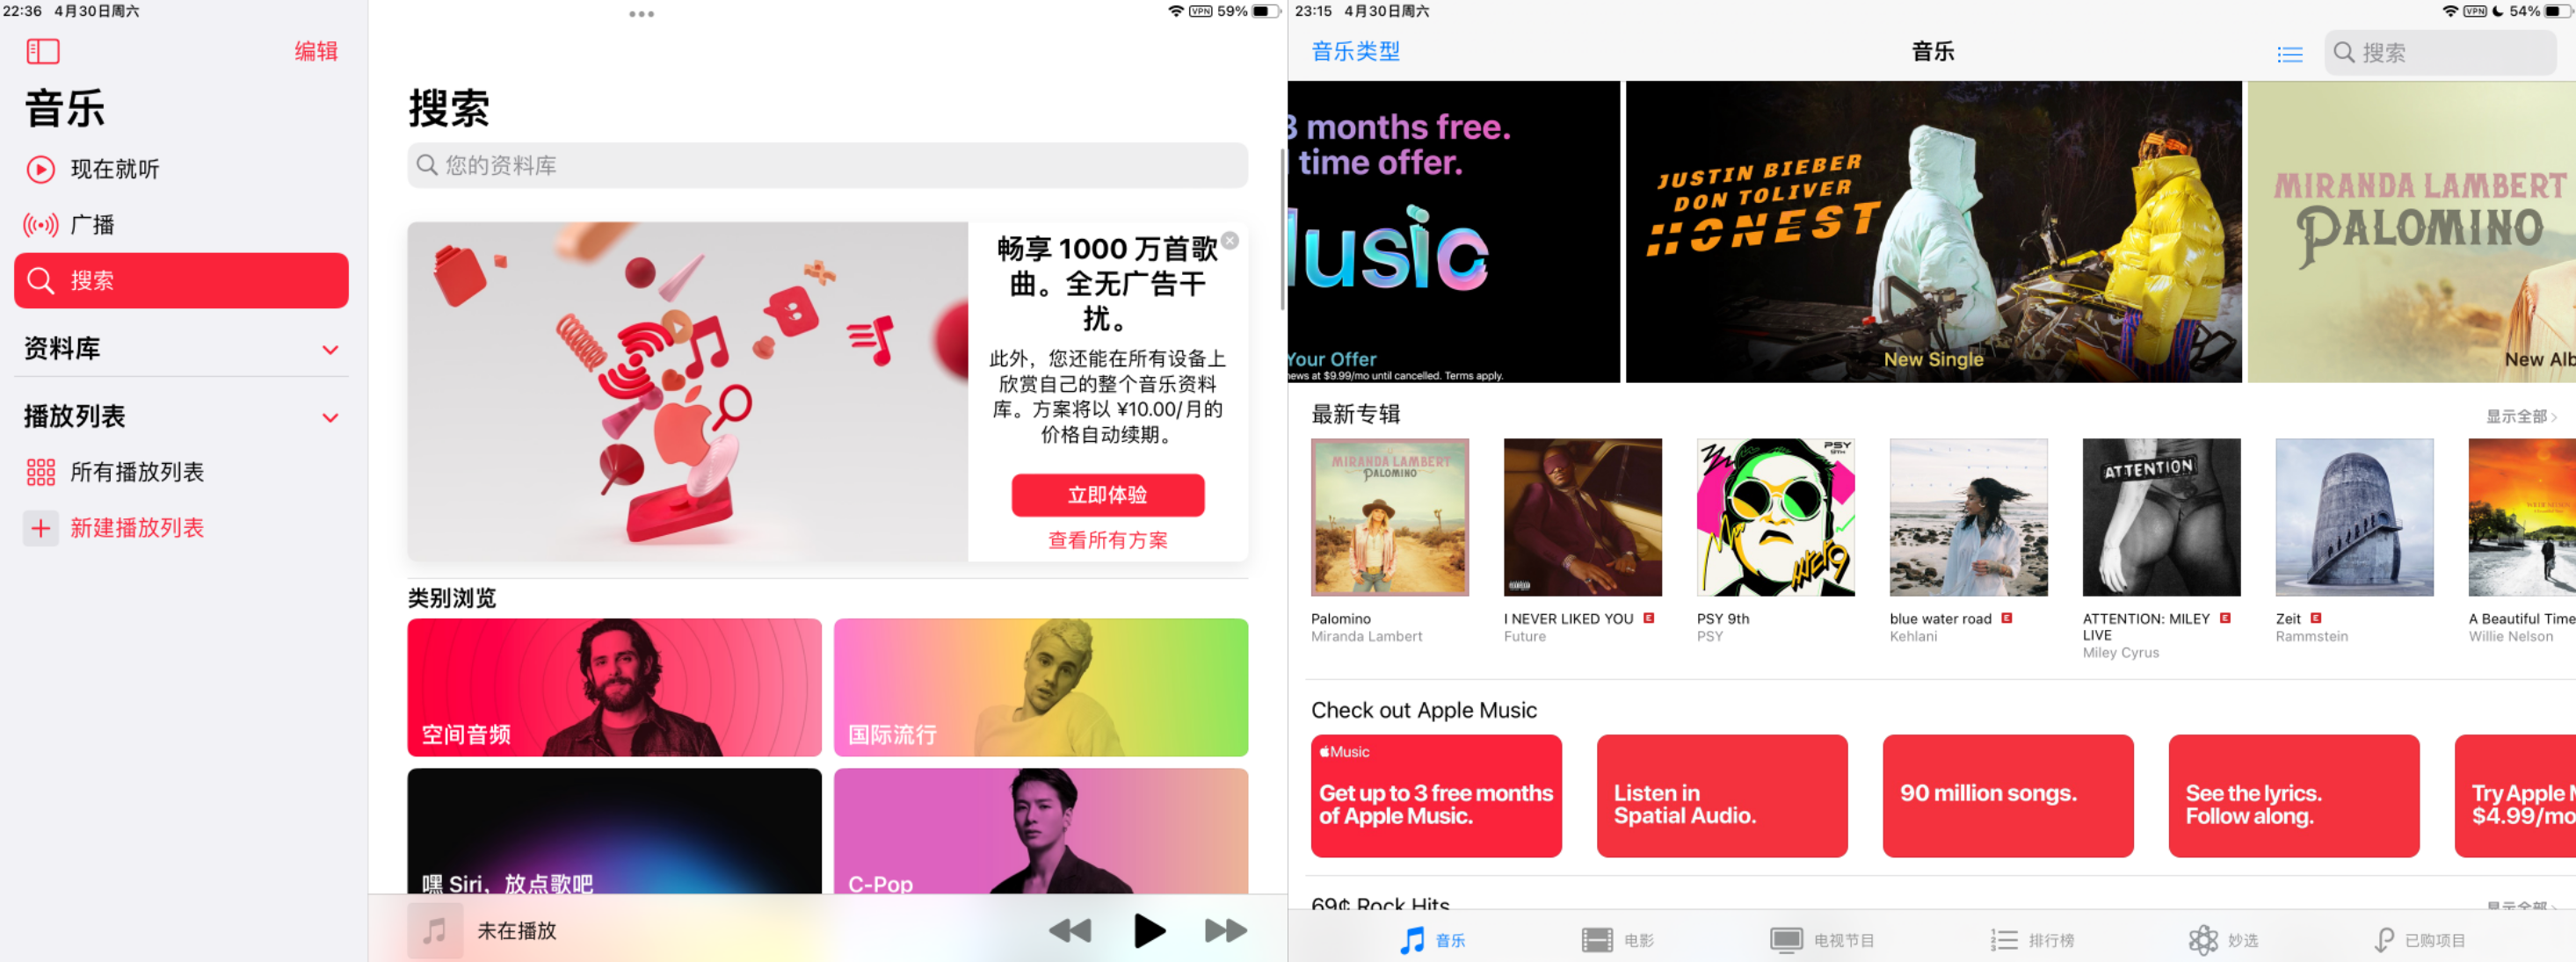 22:36 4月30日周六
VPN 59%
编辑
音乐
现在就听
广播
搜索
资料库
播放列表
所有播放列表
新建播放列表
搜索
您的资料库
畅享 1000 万首歌
曲。全无广告干
扰。
此外，您还能在所有设备上
欣赏自己的整个音乐资料
库。方案将以 ¥10.00/月的
价格自动续期。
立即体验
查看所有方案
类别浏览
空间音频
国际流行
嘿 Siri，放点歌吧
C-Pop
未在播放
23:15 4月30日周六
VPN 54%
音乐类型
音乐
搜索
3 months free.
time offer.
usic
Your Offer
news at $9.99/mo until cancelled. Terms apply.
JUSTIN BIEBER
DON TOLIVER
HONEST
New Single
MIRANDA LAMBERT
PALOMINO
New Alb
最新专辑
显示全部
MIRANDA LAMBERT
PALOMINO
PSY
9TH
ATTENTION
Palomino
Miranda Lambert
I NEVER LIKED YOU E
Future
PSY 9th
PSY
blue water road E
Kehlani
ATTENTION: MILEY E
LIVE
Miley Cyrus
Zeit E
Rammstein
A Beautiful Time
Willie Nelson
Check out Apple Music
Music
Get up to 3 free months
of Apple Music.
Listen in
Spatial Audio.
90 million songs.
See the lyrics.
Follow along.
Try Apple M
$4.99/mo
69¢ Rock Hits
显示全部
音乐
电影
电视节目
排行榜
妙选
已购项目